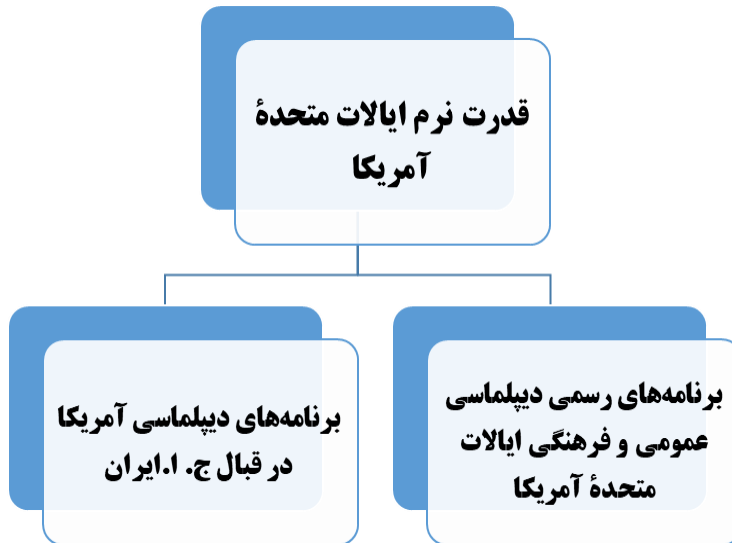 قدرت نرم ایالات متحدهٔ
آمریکا
برنامه‌های رسمی دیپلماسی
عمومی و فرهنگی ایالات
متحدهٔ آمریکا
برنامه‌های دیپلماسی آمریکا
در قبال ج. ا.ایران